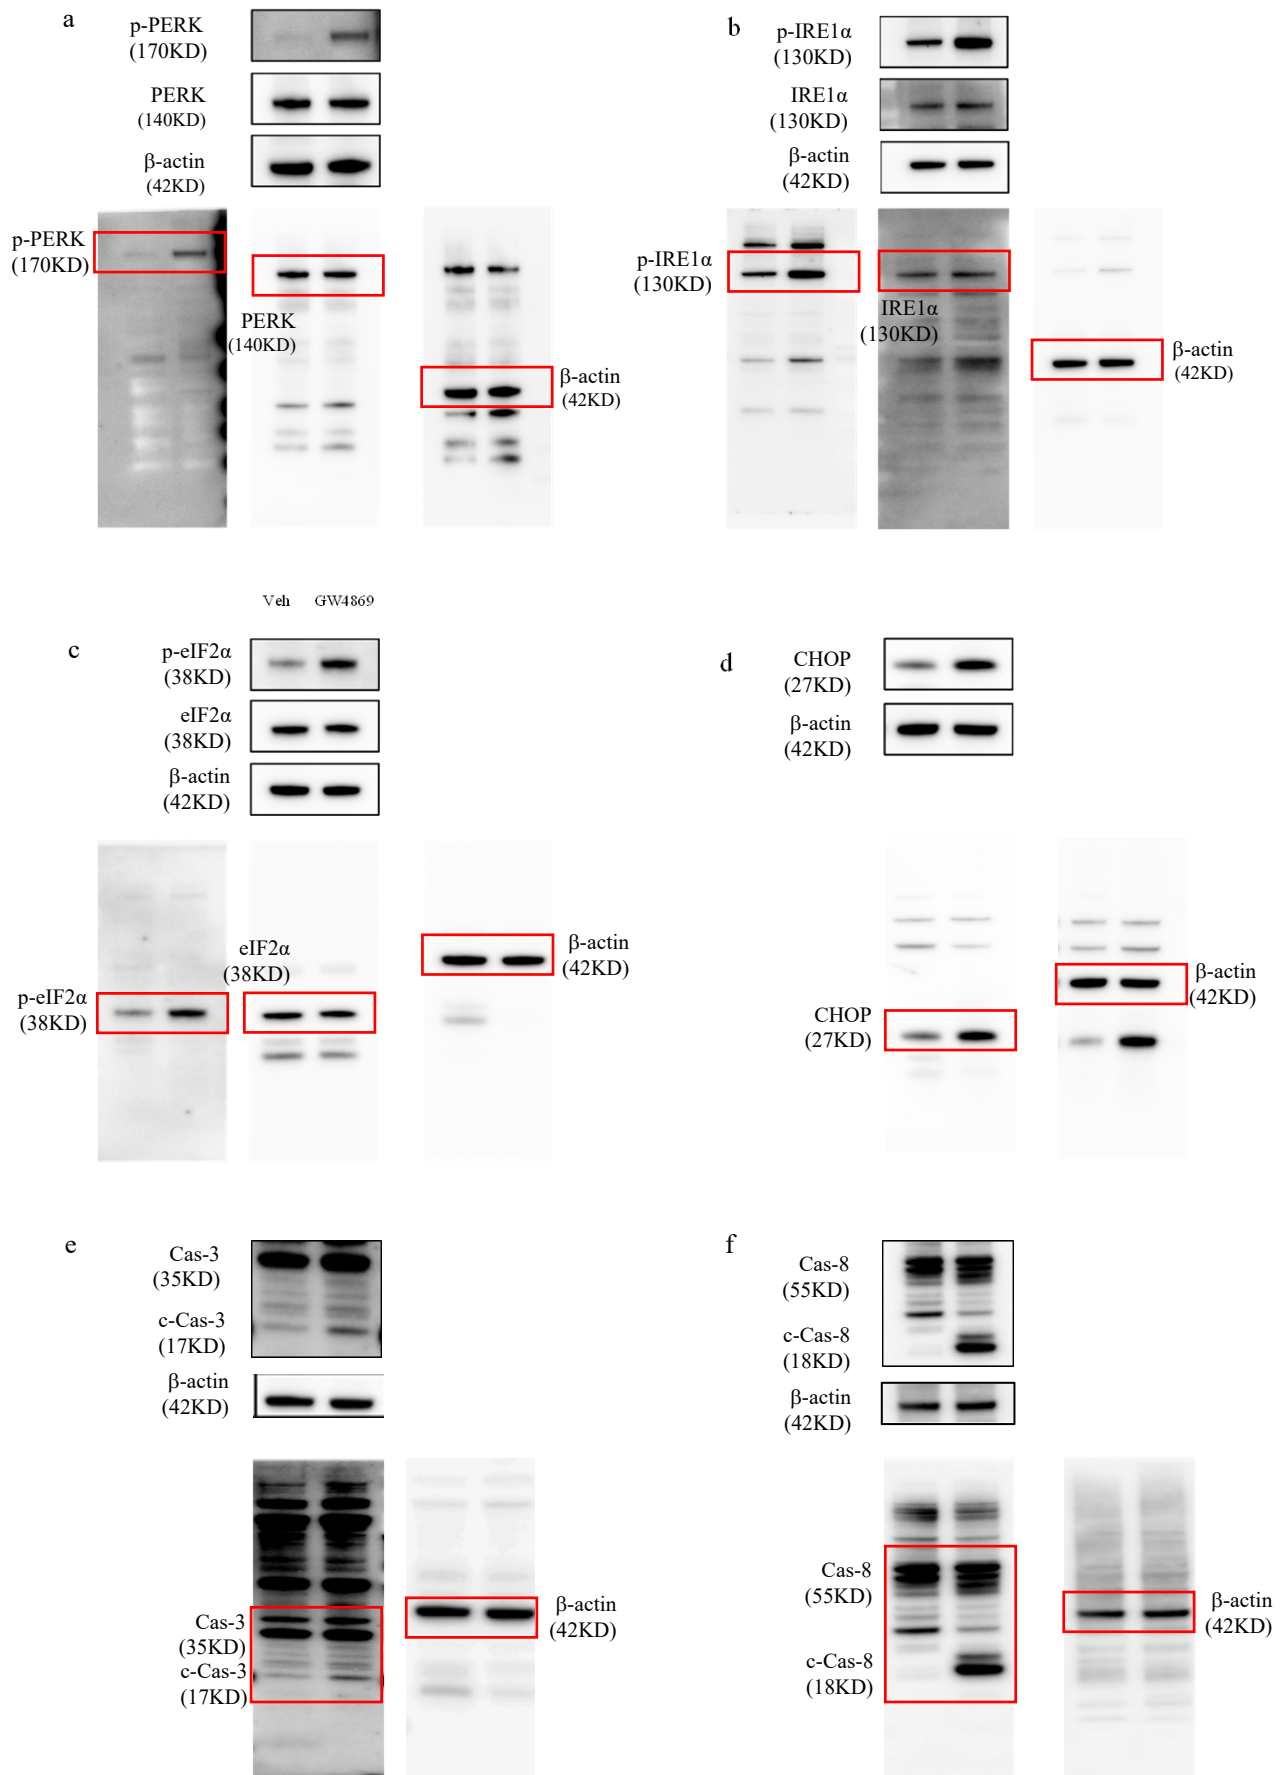 a
p-PERK
(170KD)
PERK
(140KD)
β-actin
(42KD)
p-PERK
(170KD)
PERK
(140KD)
β-actin
(42KD)
b
p-IRE1α
(130KD)
IRE1α
(130KD)
β-actin
(42KD)
p-IRE1α
(130KD)
IRE1α
(130KD)
β-actin
(42KD)
Veh GW4869
c
p-eIF2α
(38KD)
eIF2α
(38KD)
β-actin
(42KD)
eIF2α
(38KD)
p-eIF2α
(38KD)
β-actin
(42KD)
d
CHOP
(27KD)
β-actin
(42KD)
CHOP
(27KD)
β-actin
(42KD)
e
Cas-3
(35KD)
c-Cas-3
(17KD)
β-actin
(42KD)
Cas-3
(35KD)
c-Cas-3
(17KD)
β-actin
(42KD)
f
Cas-8
(55KD)
c-Cas-8
(18KD)
β-actin
(42KD)
Cas-8
(55KD)
c-Cas-8
(18KD)
β-actin
(42KD)